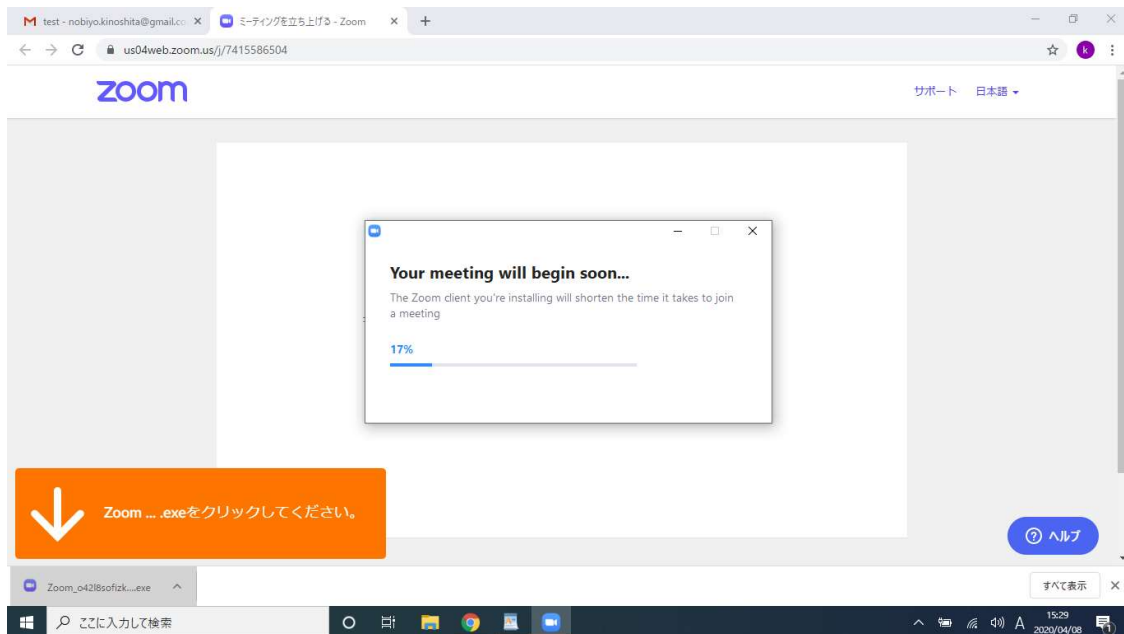 test - nobiyo.kinoshita@gmail.co
ミーティングを立ち上げる - Zoom
us04web.zoom.us/j/7415586504
k
zoom
サポート 日本語
Your meeting will begin soon...
The Zoom client you're installing will shorten the time it takes to join
a meeting
17%
Zoom ... .exeをクリックしてください。
ヘルプ
Zoom_o42l8sofizk....exe
すべて表示
ここに入力して検索
A
15:29
2020/04/08
1